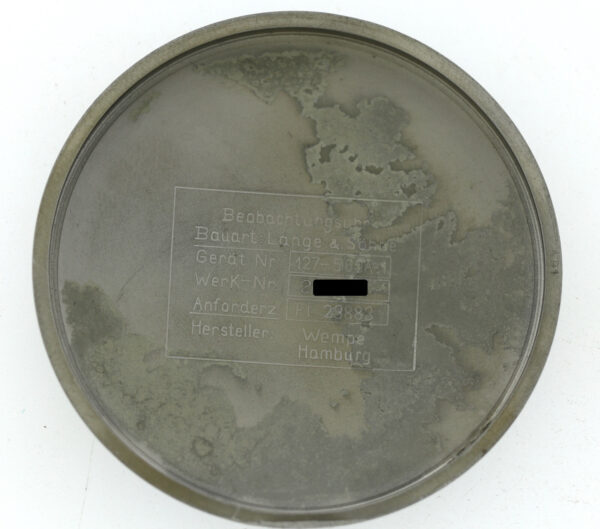 Beobachtungsuhr
Bauart: Lange & Söhne
Gerät Nr.
Werk-Nr.
Anforderz. Fl. 23883
Hersteller: Wempe
Hamburg